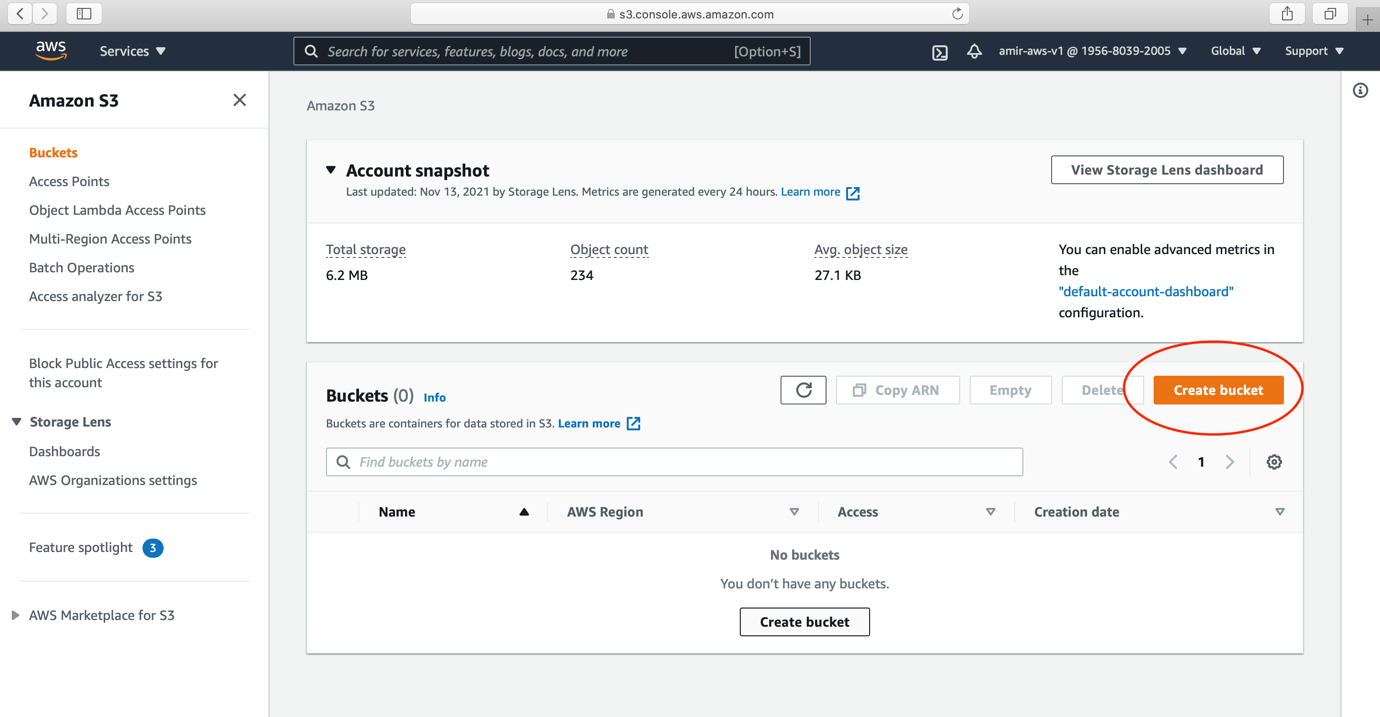 s3.console.aws.amazon.com
aws
Services
Search for services, features, blogs, docs, and more
[Option+S]
amir-aws-v1 @ 1956-8039-2005
Global
Support
Amazon S3
Buckets
Access Points
Object Lambda Access Points
Multi-Region Access Points
Batch Operations
Access analyzer for S3
Block Public Access settings for
this account
Storage Lens
Dashboards
AWS Organizations settings
Feature spotlight 3
AWS Marketplace for S3
Amazon S3
Account snapshot
Last updated: Nov 13, 2021 by Storage Lens. Metrics are generated every 24 hours. Learn more
View Storage Lens dashboard
Total storage
6.2 MB
Object count
234
Avg. object size
27.1 KB
You can enable advanced metrics in
the
"default-account-dashboard"
configuration.
Buckets (0) Info
Buckets are containers for data stored in S3. Learn more
Copy ARN
Empty
Delete
Create bucket
Find buckets by name
1
Name
AWS Region
Access
Creation date
No buckets
You don't have any buckets.
Create bucket